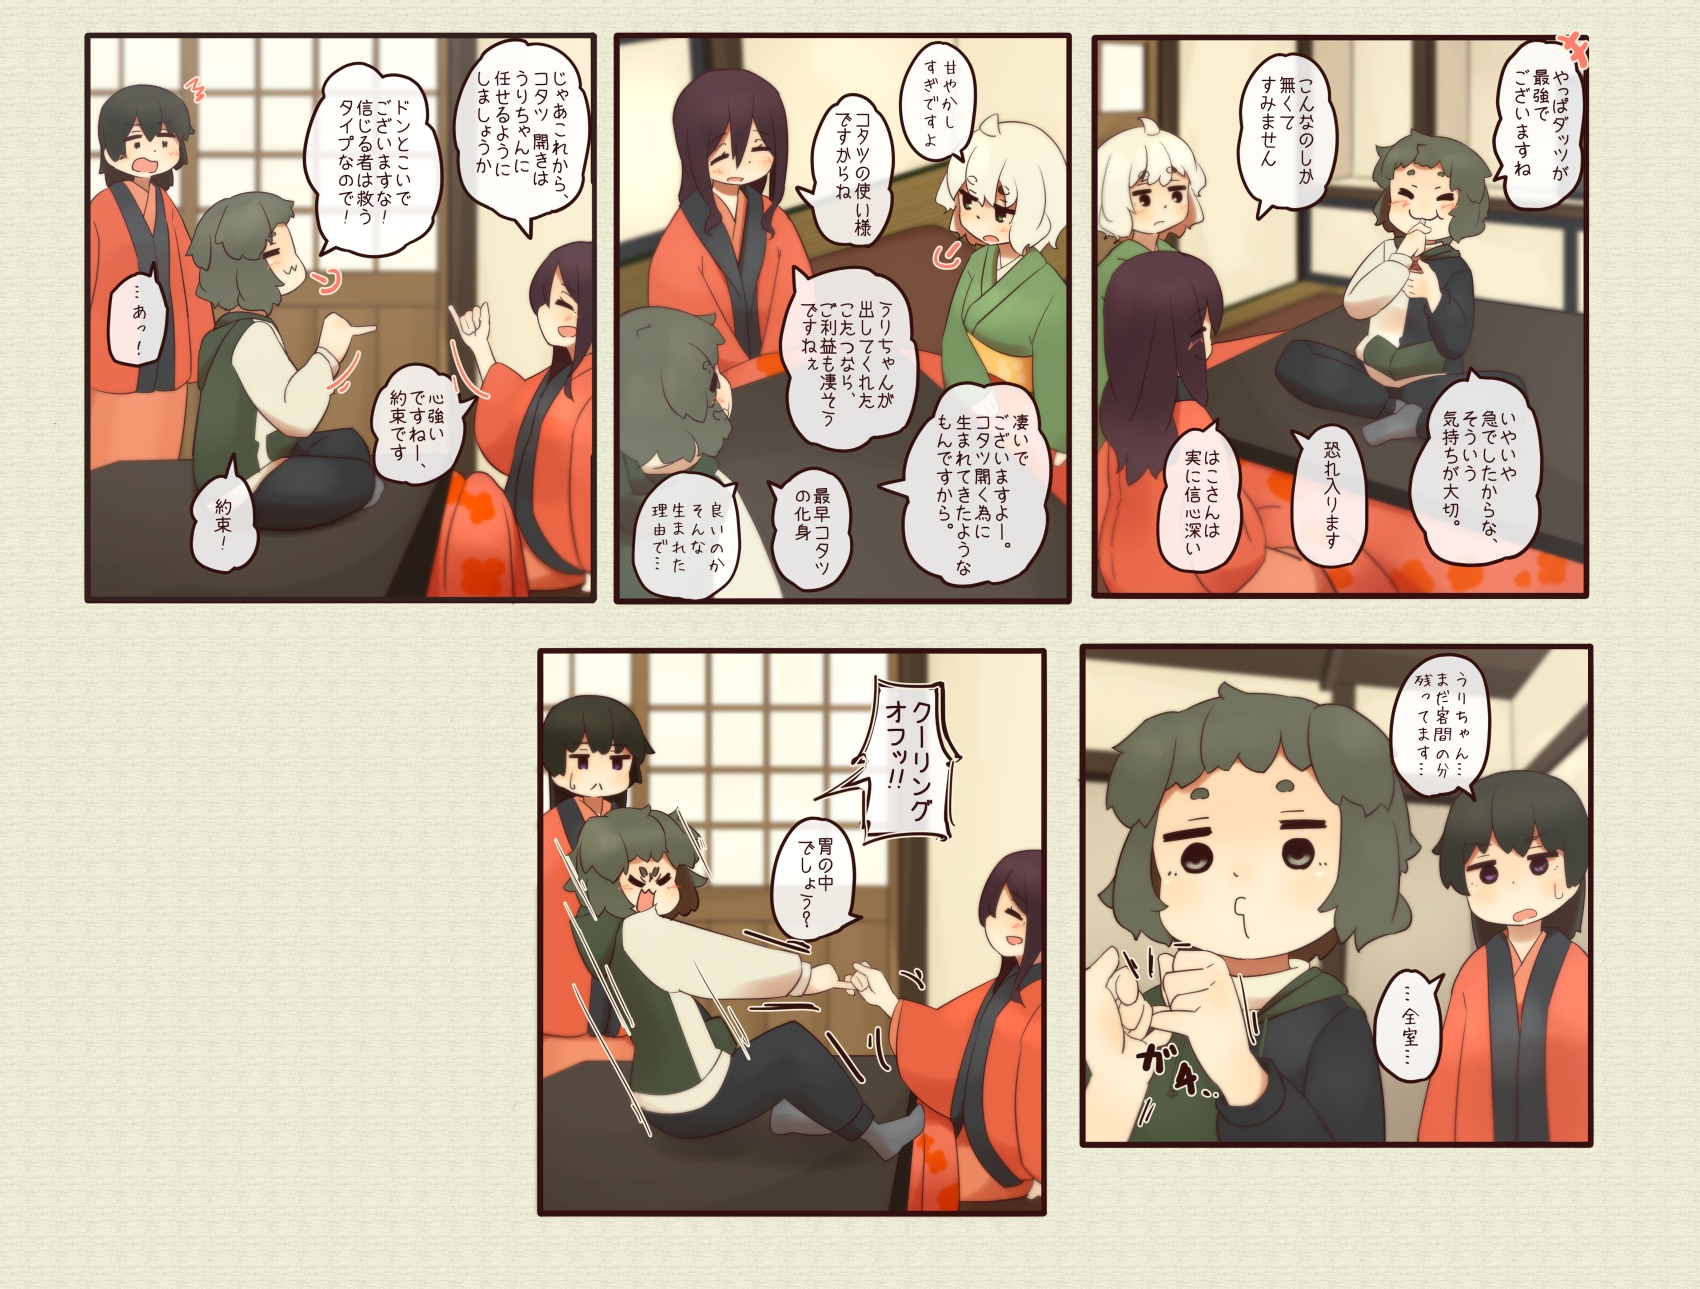 やっぱダッツが
最強で
ございますね
こんなのしか
無くて
すみません
いやいや
急でしたからな、
そういう
気持ちが大切。
恐れ入ります
はこさんは
実に信心深い
甘やかし
すぎですよ
コタツの使い様
ですからね
うりちゃんが
出してくれた
こたつなら、
ご利益も凄そう
ですねぇ
凄いで
ございますよー。
コタツ開く為に
生まれてきたような
もんですから。
最早コタツ
の化身
良いのか
そんな
生まれた
理由で…
じゃあこれから、
コタツ 開きは
うりちゃんに
任せるように
しましょうか
ドンとこいで
ございますな!
信じる者は救う
タイプなので!
心強い
ですねー、
約束です
約束!
…あっ!
うりちゃん…
まだ客間の分
残ってます…
…全室…
ガ
クーリング
オフッ!!
胃の中
でしょう?